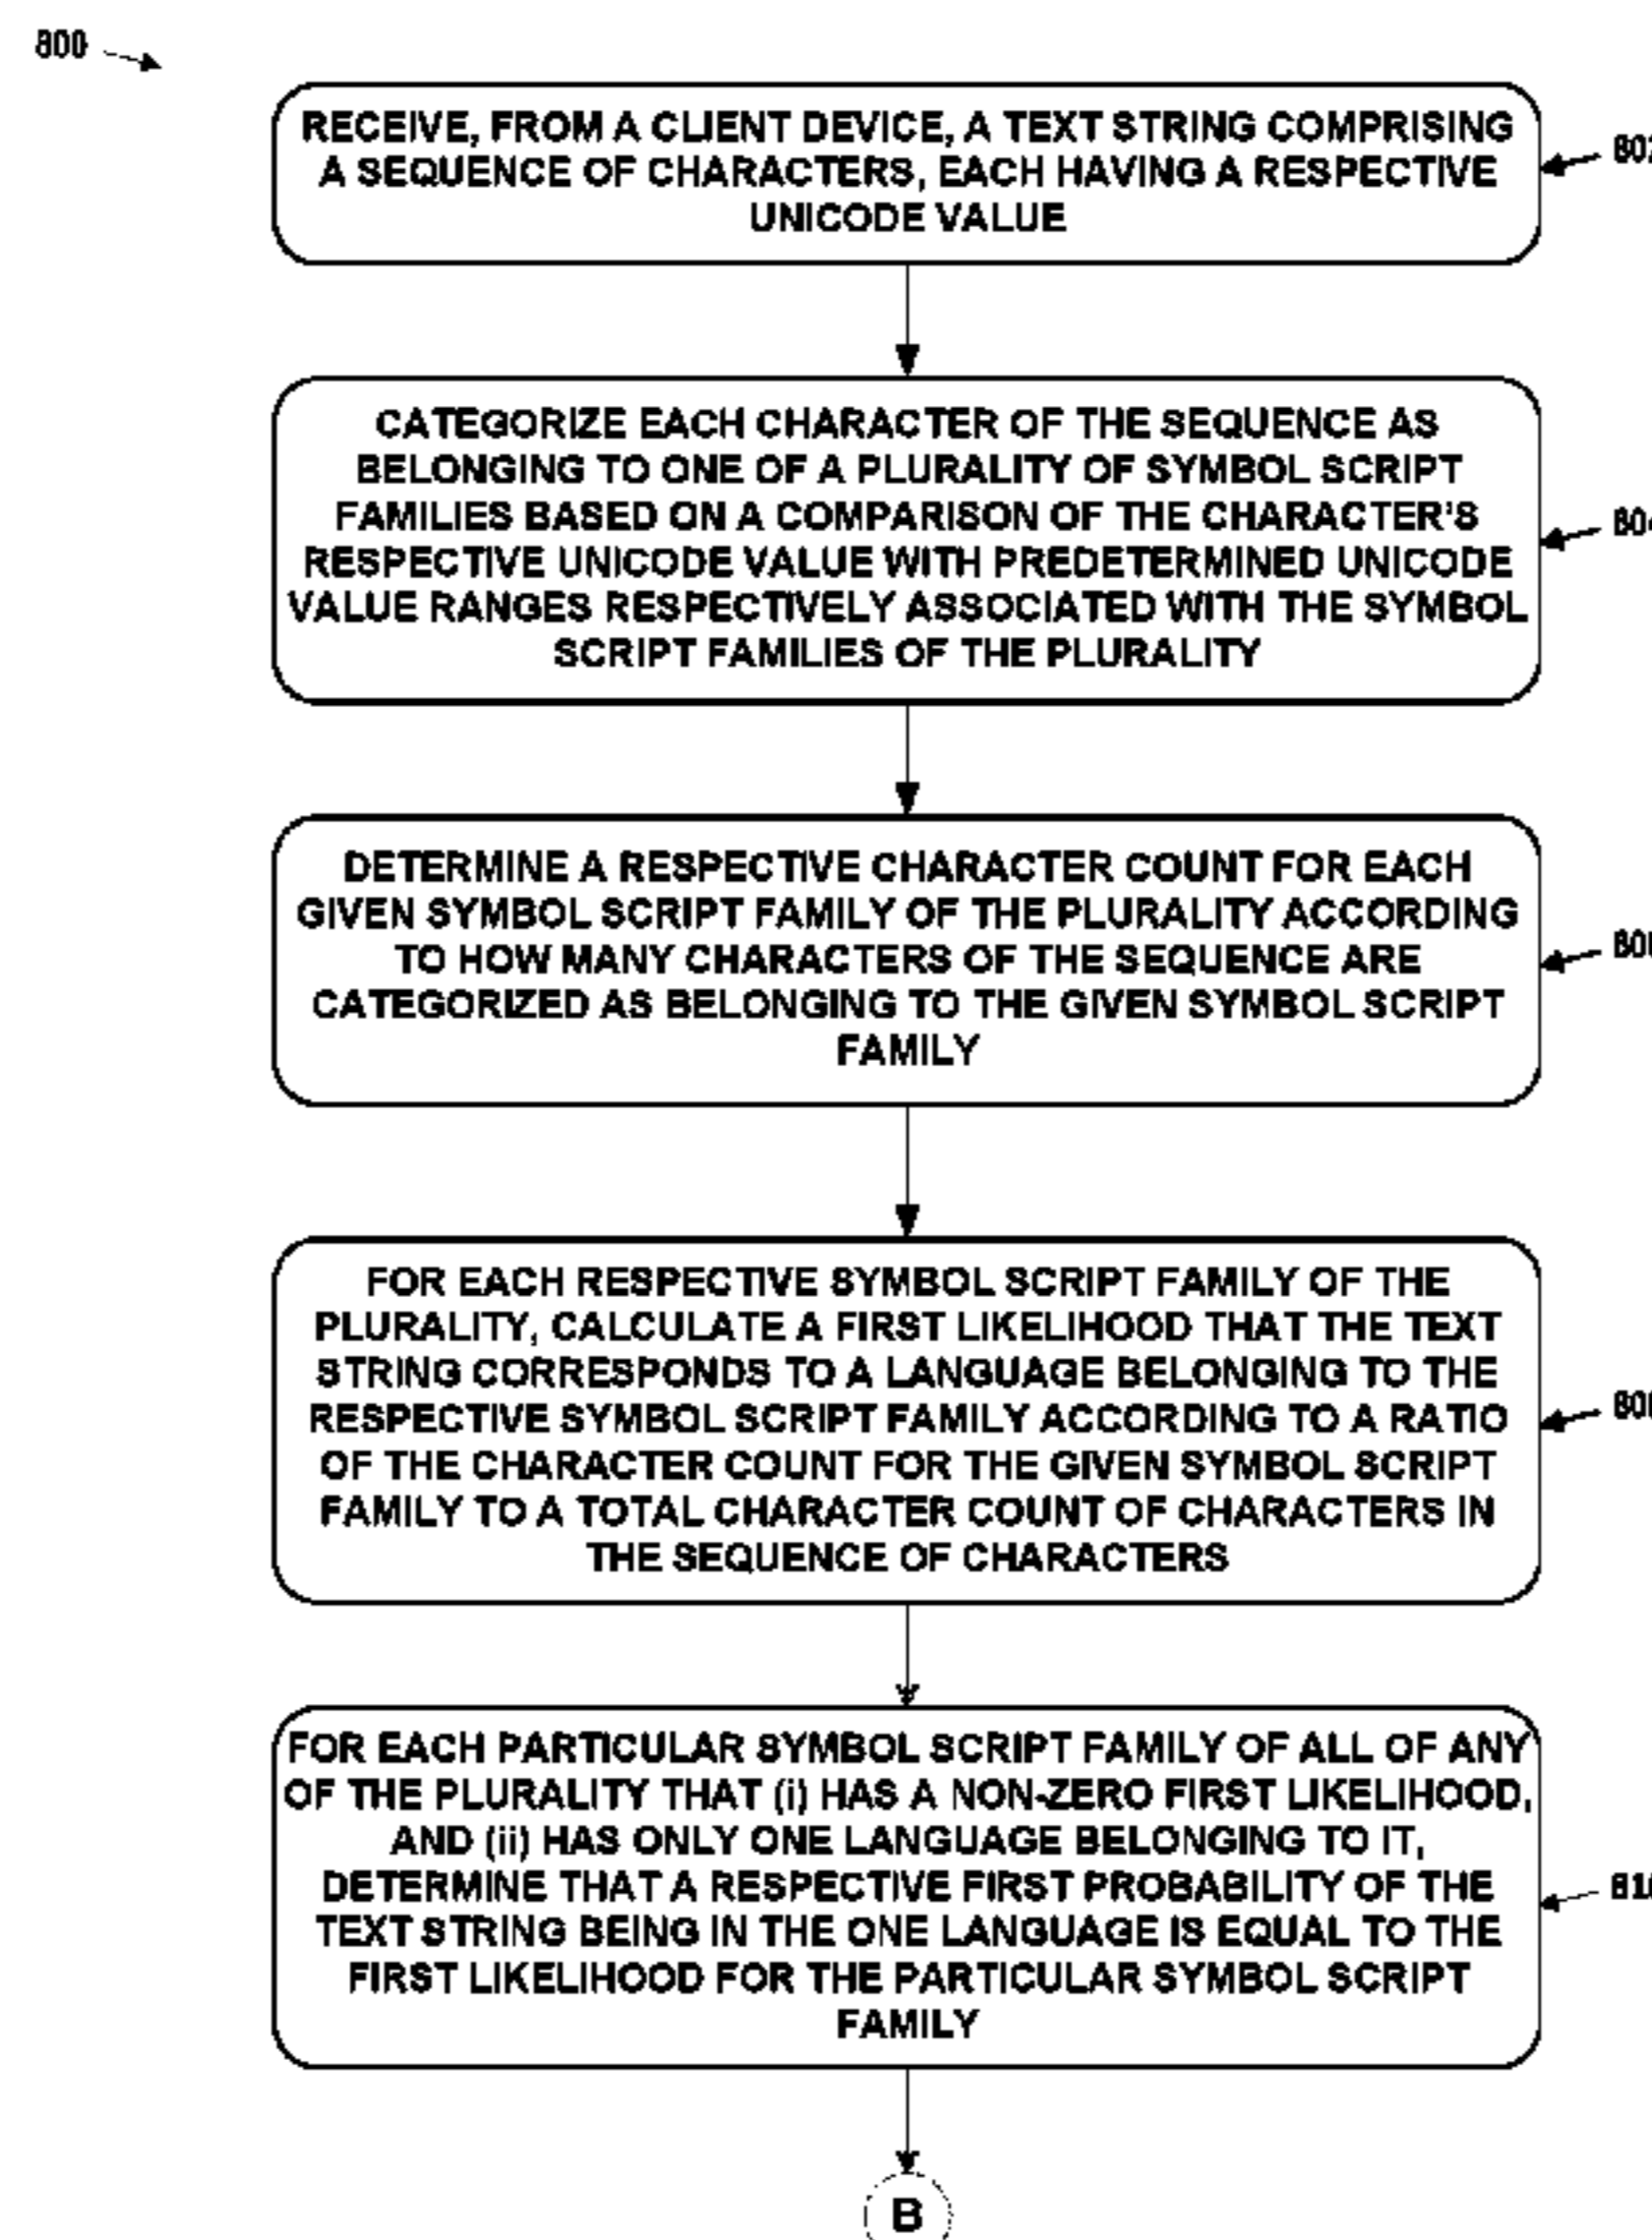 800
RECEIVE, FROM A CLIENT DEVICE, A TEXT STRING COMPRISING
A SEQUENCE OF CHARACTERS, EACH HAVING A RESPECTIVE
UNICODE VALUE
CATEGORIZE EACH CHARACTER OF THE SEQUENCE AS
BELONGING TO ONE OF A PLURALITY OF SYMBOL SCRIPT
FAMILIES BASED ON A COMPARISON OF THE CHARACTER'S
RESPECTIVE UNICODE VALUE WITH PREDETERMINED UNICODE
VALUE RANGES RESPECTIVELY ASSOCIATED WITH THE SYMBOL
SCRIPT FAMILIES OF THE PLURALITY
DETERMINE A RESPECTIVE CHARACTER COUNT FOR EACH
GIVEN SYMBOL SCRIPT FAMILY OF THE PLURALITY ACCORDING
TO HOW MANY CHARACTERS OF THE SEQUENCE ARE
CATEGORIZED AS BELONGING TO THE GIVEN SYMBOL SCRIPT
FAMILY
FOR EACH RESPECTIVE SYMBOL SCRIPT FAMILY OF THE
PLURALITY, CALCULATE A FIRST LIKELIHOOD THAT THE TEXT
STRING CORRESPONDS TO A LANGUAGE BELONGING TO THE
RESPECTIVE SYMBOL SCRIPT FAMILY ACCORDING TO A RATIO
OF THE CHARACTER COUNT FOR THE GIVEN SYMBOL SCRIPT
FAMILY TO A TOTAL CHARACTER COUNT OF CHARACTERS IN
THE SEQUENCE OF CHARACTERS
FOR EACH PARTICULAR SYMBOL SCRIPT FAMILY OF ALL OF ANY
OF THE PLURALITY THAT (i) HAS A NON-ZERO FIRST LIKELIHOOD,
AND (ii) HAS ONLY ONE LANGUAGE BELONGING TO IT,
DETERMINE THAT A RESPECTIVE FIRST PROBABILITY OF THE
TEXT STRING BEING IN THE ONE LANGUAGE IS EQUAL TO THE
FIRST LIKELIHOOD FOR THE PARTICULAR SYMBOL SCRIPT
FAMILY
B